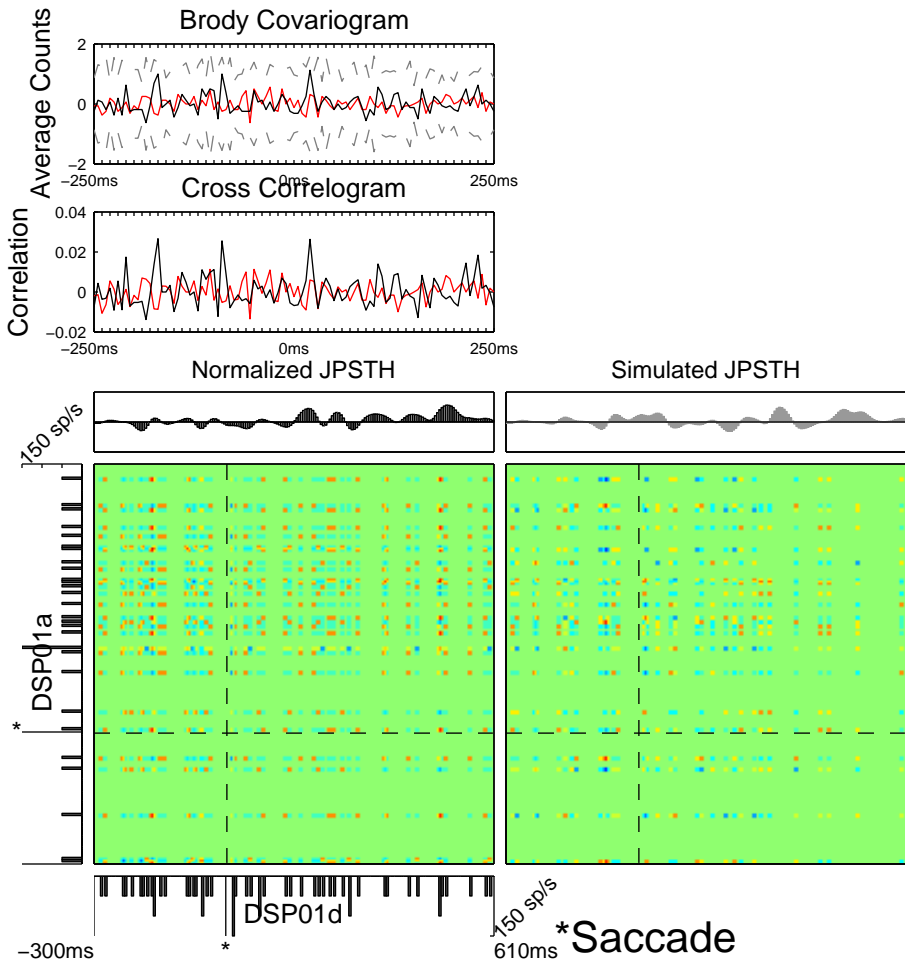 Brody Covariogram
Average Counts
2
0
−2
−250ms
0ms
250ms
Cross Correlogram
Correlation
0.04
0.02
0
−0.02
−250ms
0ms
250ms
Normalized JPSTH
Simulated JPSTH
150 sp/s
DSP01a
*
DSP01d
150 sp/s
−300ms
*
610ms
*Saccade